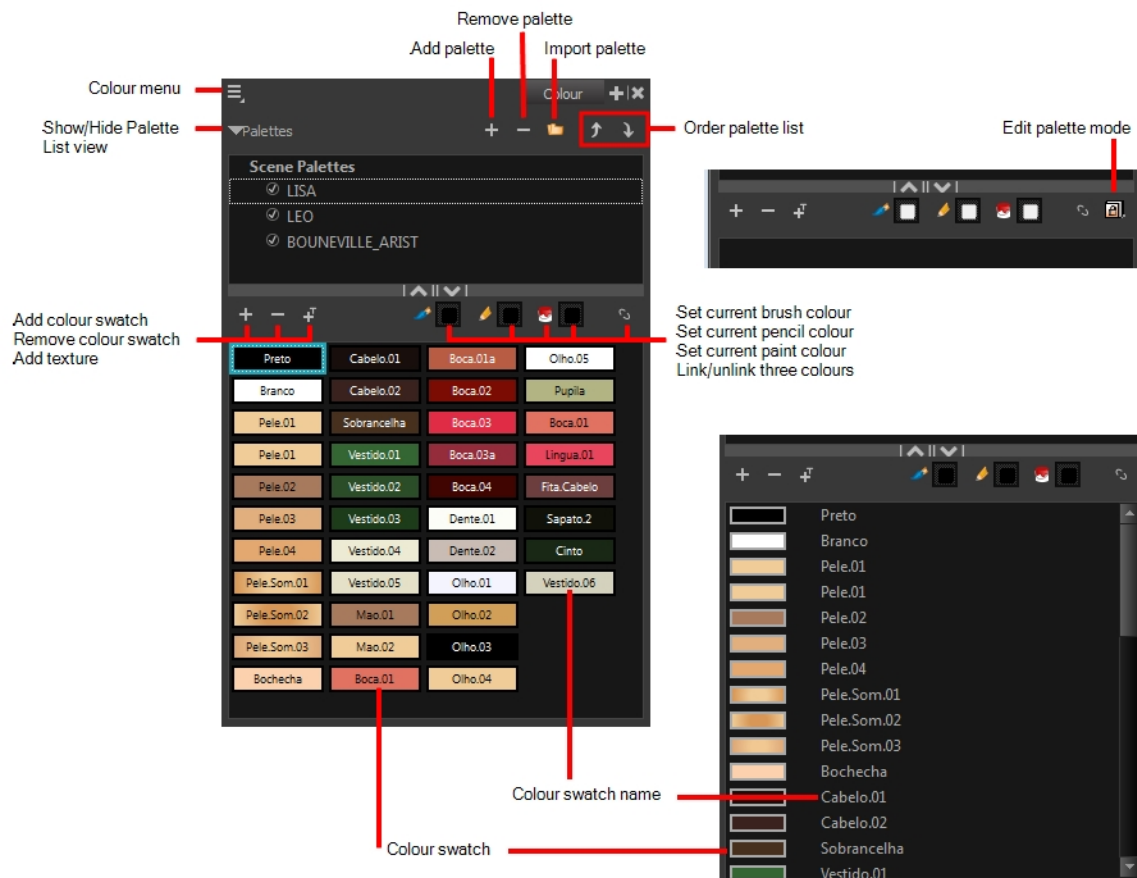 Remove palette
Add palette
Import palette
Colour menu
Colour
Show/Hide Palette
List view
Palettes
Order palette list
Edit palette mode
Scene Palettes
LISA
LEO
BOUNEVILLE_ARIST
Add colour swatch
Remove colour swatch
Add texture
Set current brush colour
Set current pencil colour
Set current paint colour
Link/unlink three colours
Preto Cabelo.01 Boca.01a Olho.05
Branco Cabelo.02 Boca.02 Pupila
Pele.01 Sobrancelha Boca.03 Boca.01
Pele.01 Vestido.01 Boca.03a Lingua.01
Pele.02 Vestido.02 Boca.04 Fita.Cabelo
Pele.03 Vestido.03 Dente.01 Sapato.2
Pele.04 Vestido.04 Dente.02 Cinto
Pele.Som.01 Vestido.05 Olho.01 Vestido.06
Pele.Som.02 Mao.01 Olho.02
Pele.Som.03 Mao.02 Olho.03
Bochecha Boca.01 Olho.04
Preto
Branco
Pele.01
Pele.01
Pele.02
Pele.03
Pele.04
Pele.Som.01
Pele.Som.02
Pele.Som.03
Bochecha
Cabelo.01
Cabelo.02
Sobrancelha
Vestido.01
Colour swatch name
Colour swatch